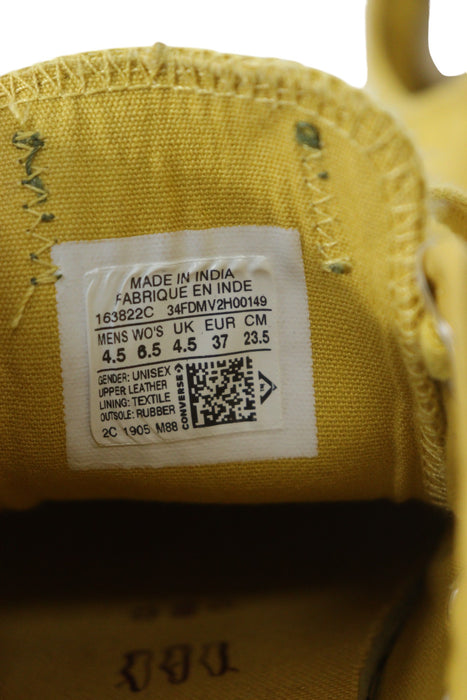 MADE IN INDIA
FABRIQUE EN INDE
163822C 34FDMV2H00149
MENS WO'S UK EUR CM
4.5 6.5 4.5 37 23.5
GENDER: UNISEX
UPPER LEATHER
LINING: TEXTILE
OUTSOLE: RUBBER
CONVERSE
2C 1905 M88